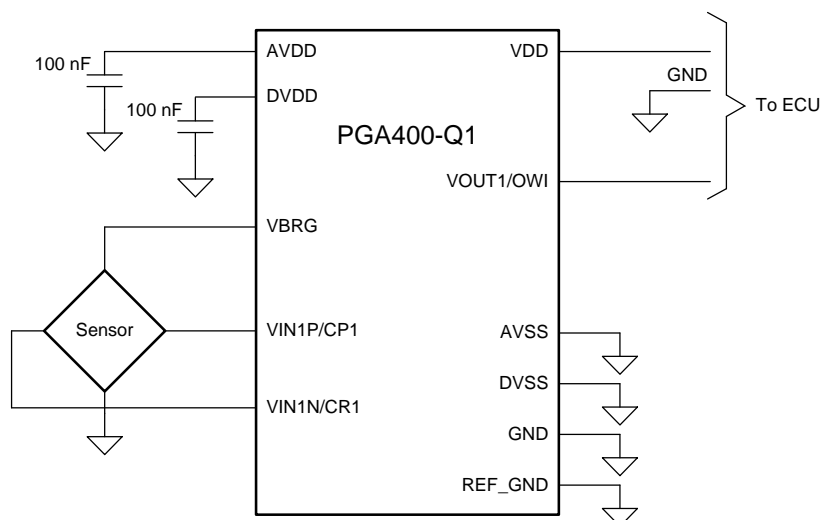 AVDD
VDD
100 nF
GND
DVDD
100 nF
To ECU
PGA400-Q1
VOUT1/OWI
VBRG
Sensor
VIN1P/CP1
AVSS
DVSS
VIN1N/CR1
GND
REF_GND